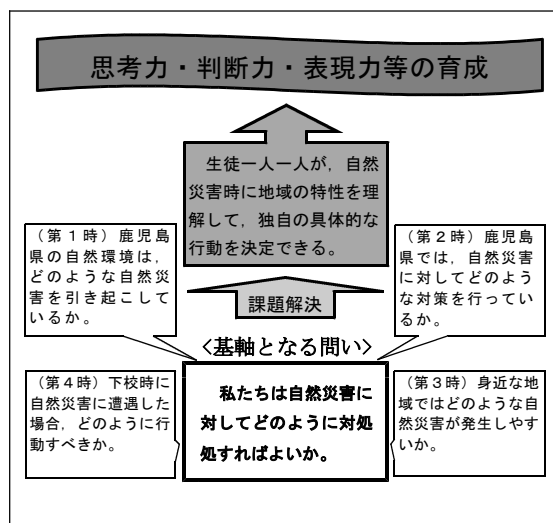 思考力・判断力・表現力等の育成
生徒一人一人が，自然
災害時に地域の特性を理
解して，独自の具体的な
行動を決定できる。
（第１時）鹿児島
県の自然環境は，
どのような自然災
害を引き起こして
いるか。
（第２時）鹿児島
県では，自然災害
に対してどのよう
な対策を行ってい
るか。
課題解決
<基軸となる問い>
私たちは自然災害に
対してどのように対処
処すればよいか。
（第４時）下校時に
自然災害に遭遇した
場合，どのように行
動すべきか。
（第３時）身近な地
域ではどのような自
然災害が発生しやす
いか。